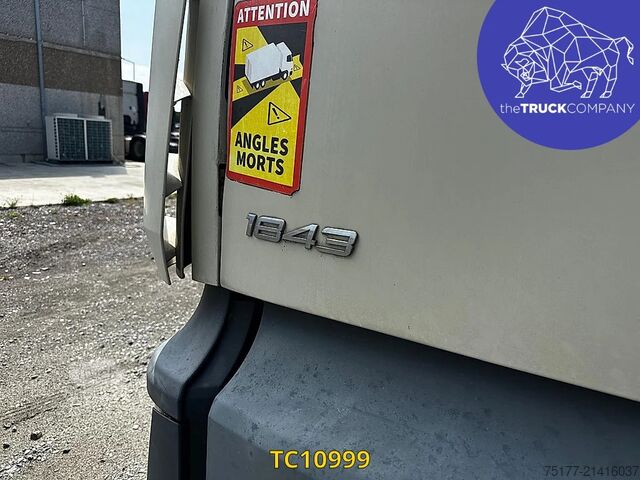 ATTENTION
ANGLES
MORTS
theTRUCKCOMPANY
1843
TC10999
75177-21416037